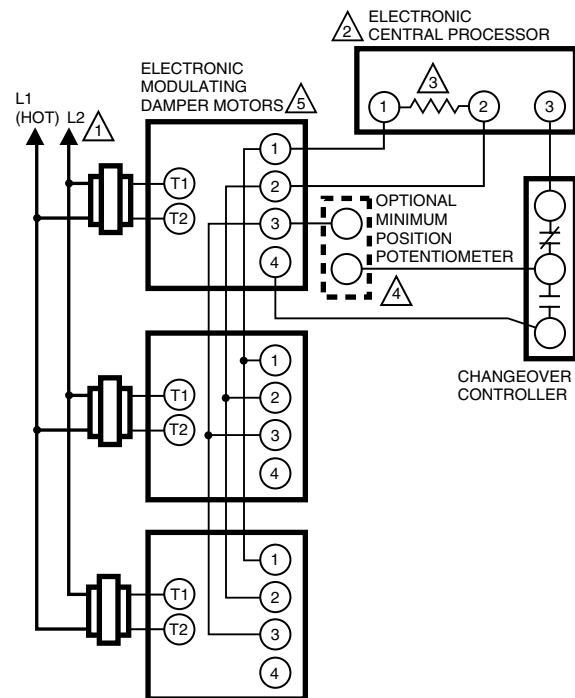 2 ELECTRONIC
CENTRAL PROCESSOR
1 3 2 3
ELECTRONIC
MODULATING
DAMPER MOTORS 5
L1
(HOT) L2 1
T1
T2
1
2
3
4
OPTIONAL
MINIMUM
POSITION
POTENTIOMETER
4
CHANGEOVER
CONTROLLER
T1
T2
1
2
3
4
T1
T2
1
2
3
4